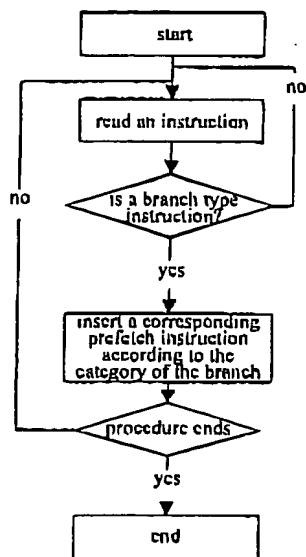 start
no
read an instruction
no
is a branch type
instruction?
yes
insert a corresponding
prefetch instruction
according to the
category of the branch
procedure ends
yes
end